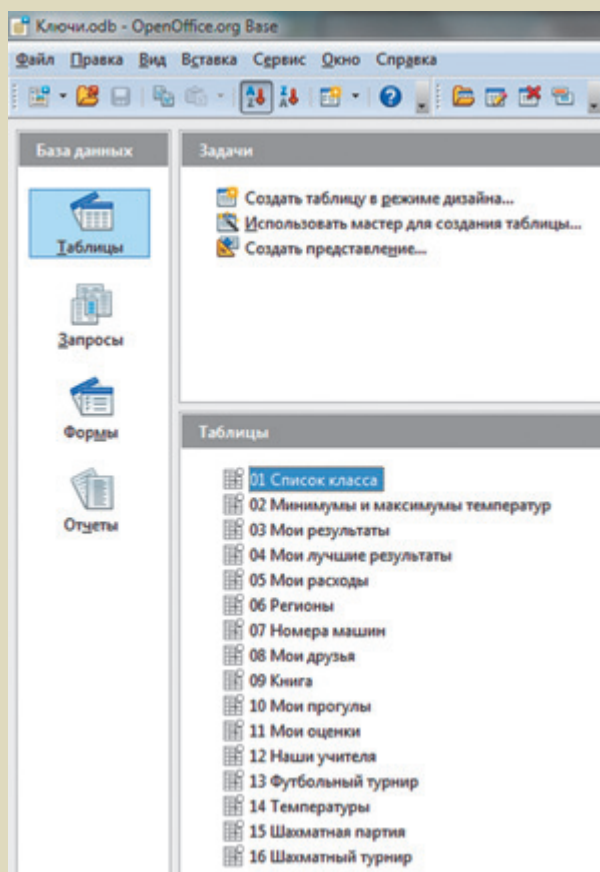 Ключи.odb - OpenOffice.org Base
Файл Правка Вид Вставка Сервис Окно Справка
База данных
Задачи
Создать таблицу в режиме дизайна...
Использовать мастер для создания таблицы...
Создать представление...
Таблицы
Запросы
Формы
Отчеты
Таблицы
01 Список класса
02 Минимумы и максимумы температур
03 Мои результаты
04 Мои лучшие результаты
05 Мои расходы
06 Регионы
07 Номера машин
08 Мои друзья
09 Книга
10 Мои прогулы
11 Мои оценки
12 Наши учителя
13 Футбольный турнир
14 Температуры
15 Шахматная партия
16 Шахматный турнир